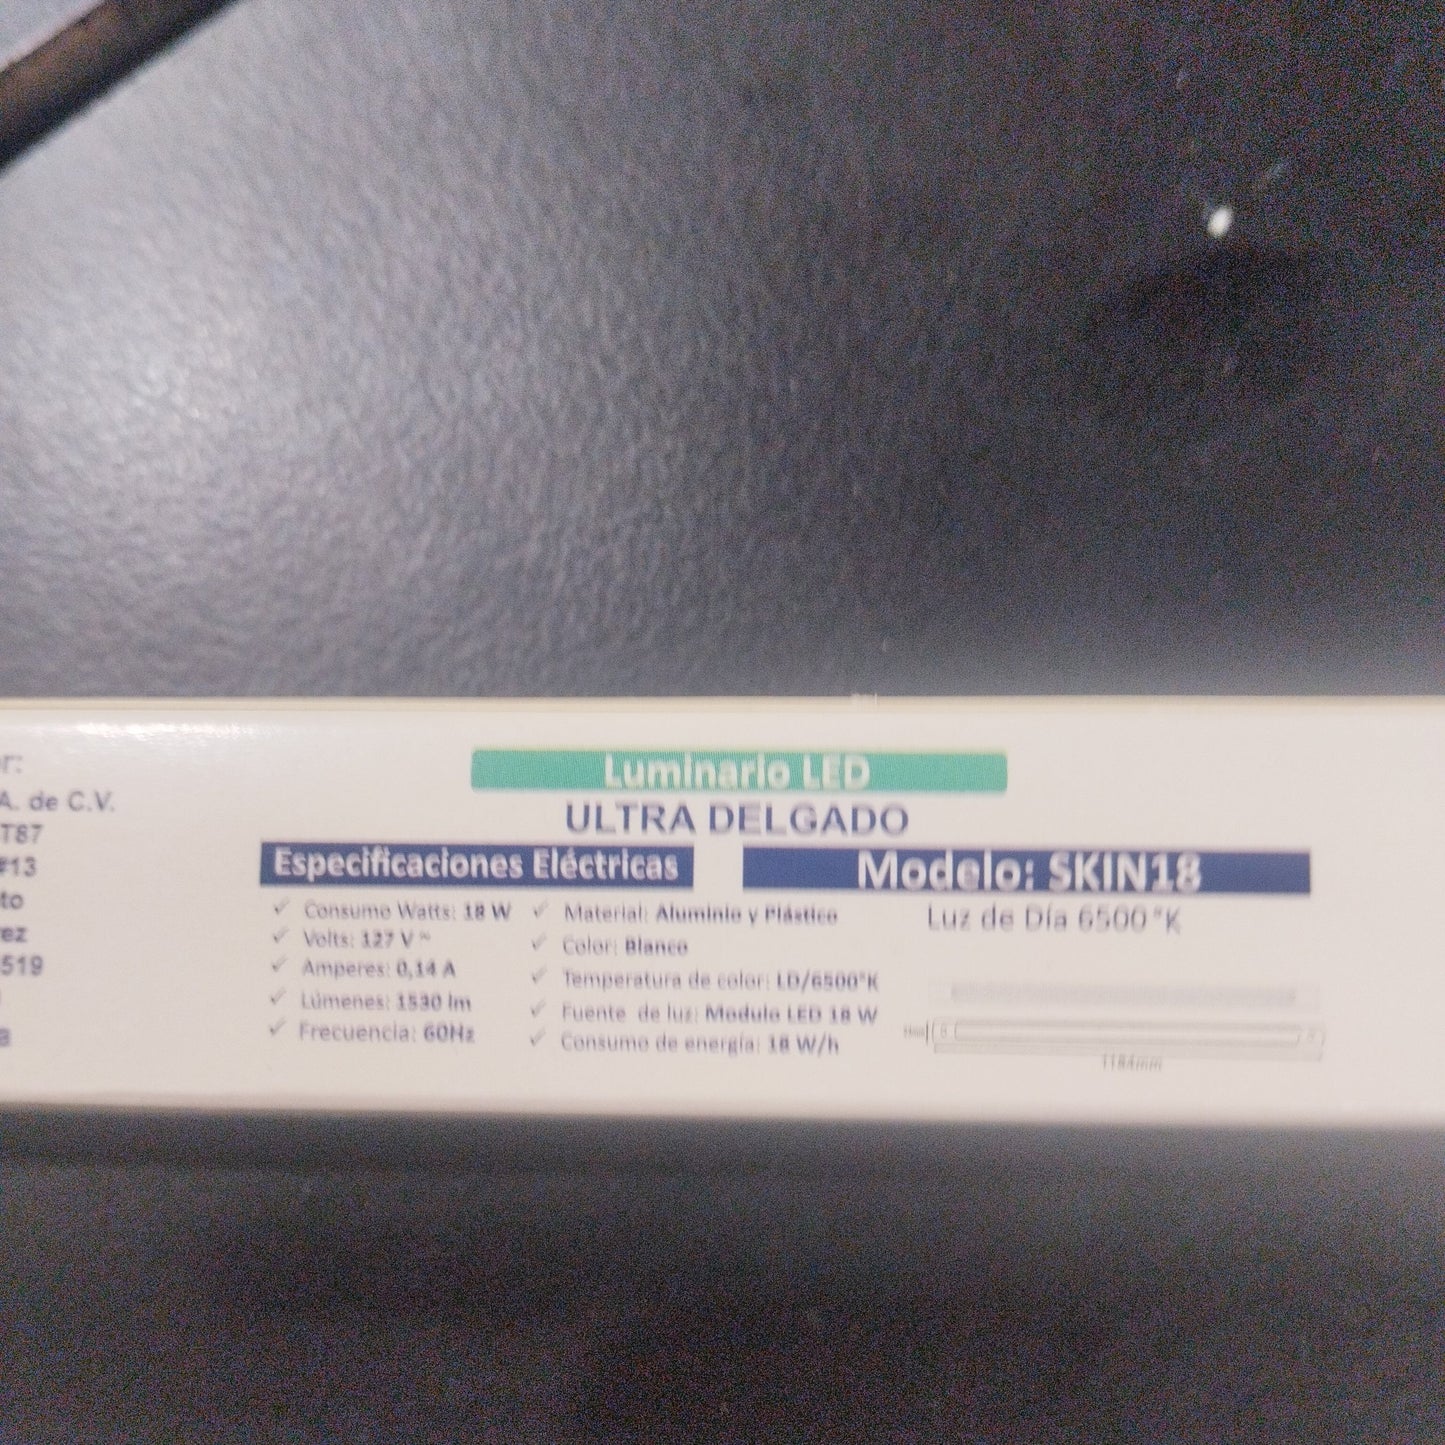 r:
A. de C.V.
T87
#13
to
ez
519
a
Luminario LED
ULTRA DELGADO
Especificaciones Eléctricas
✓ Consumo Watts: 18 W
✓ Volts: 127 V ~
✓ Amperes: 0,14 A
✓ Lúmenes: 1530 lm
✓ Frecuencia: 60Hz
✓ Material: Aluminio y Plástico
✓ Color: Blanco
✓ Temperatura de color: LD/6500°K
✓ Fuente de luz: Modulo LED 18 W
✓ Consumo de energía: 18 W/h
Modelo: SKIN18
Luz de Día 6500°K
1184mm